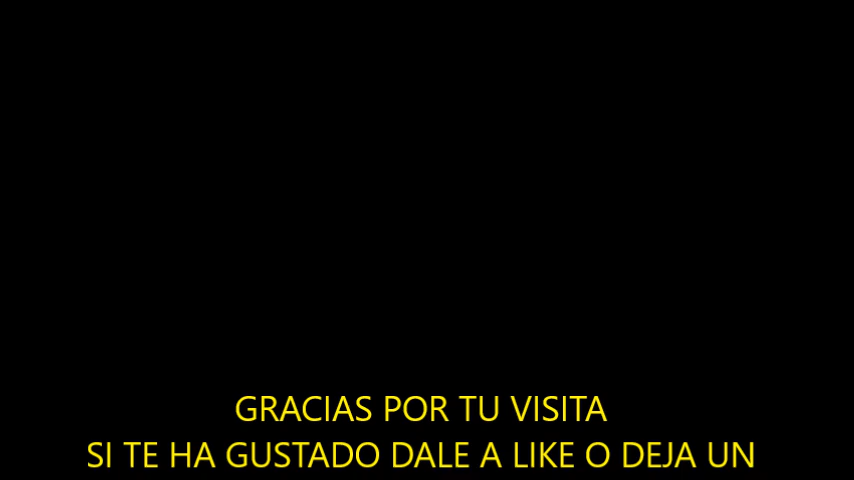 GRACIAS POR TU VISITA
SI TE HA GUSTADO DALE A LIKE O DEJA UN